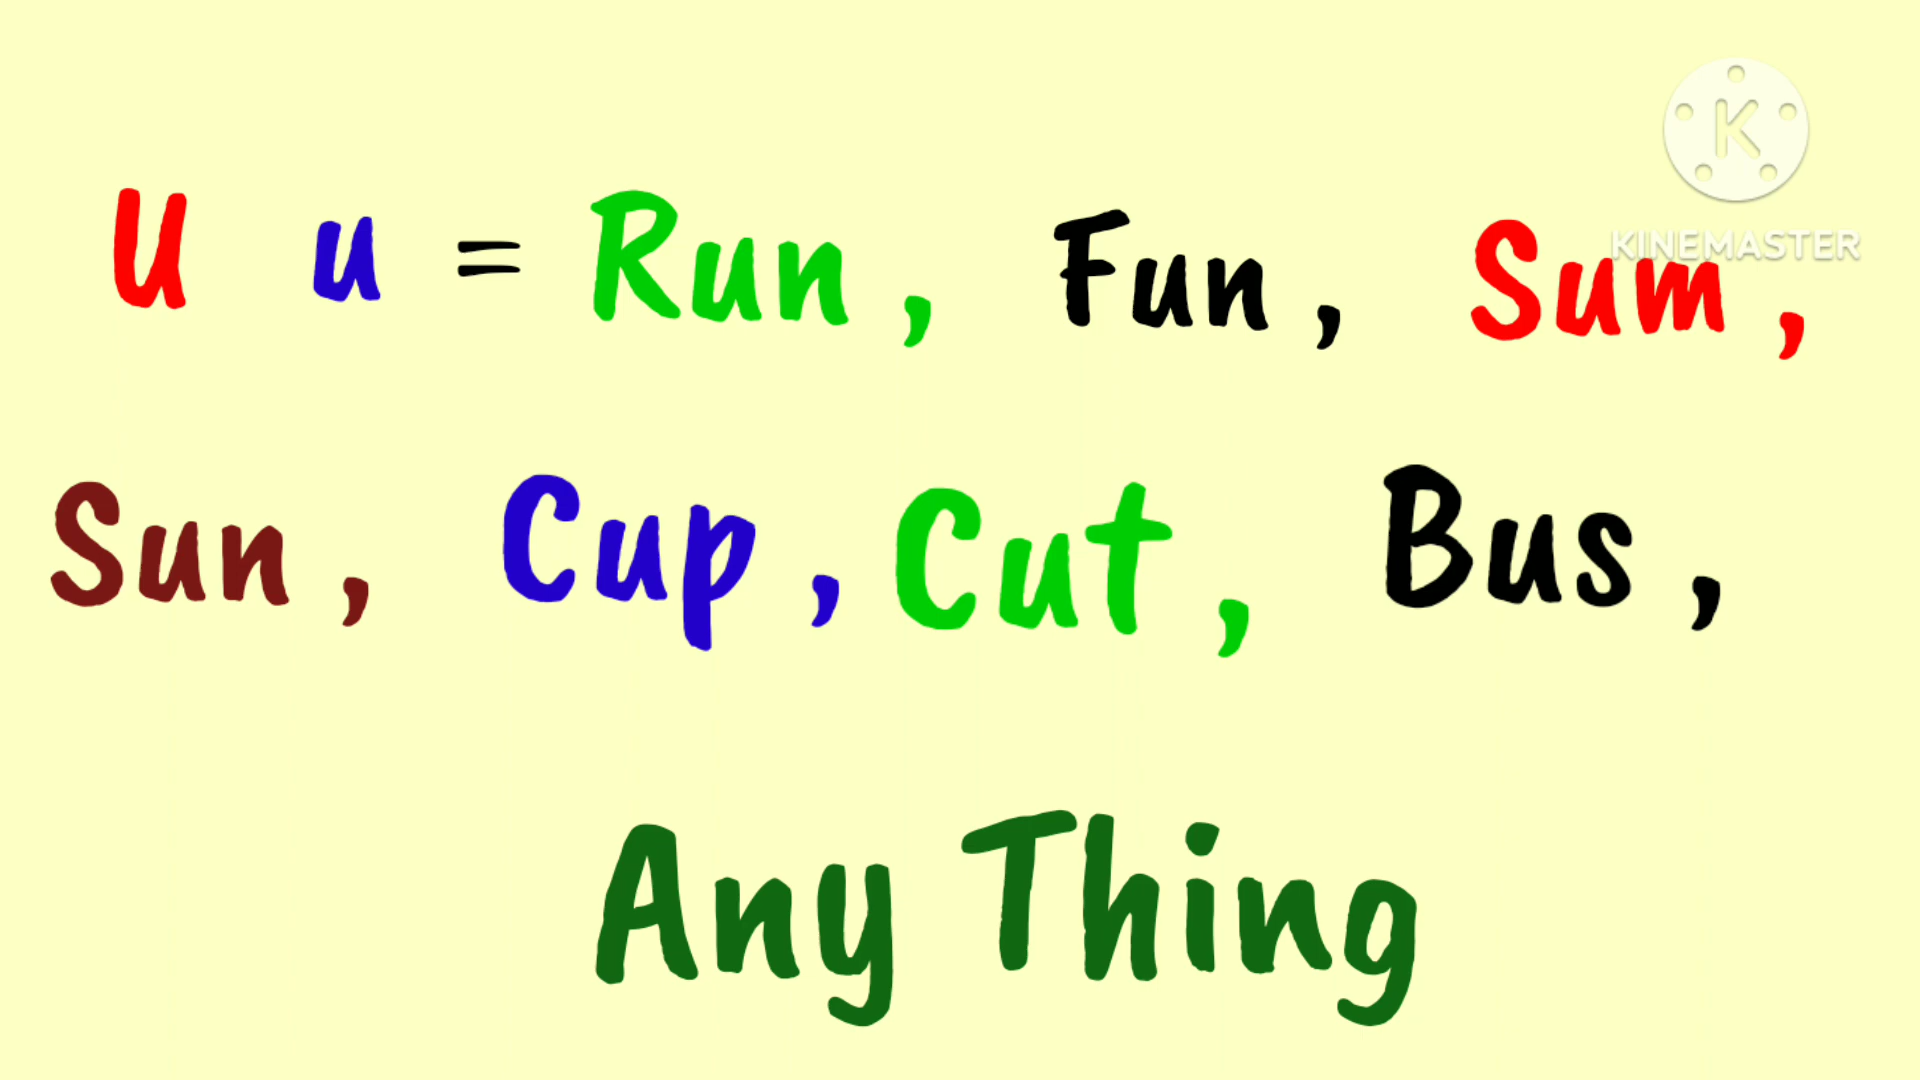 K
KINEMASTER
U u = Run , Fun , Sum ,
Sun , Cup , Cut , Bus ,
Any Thing